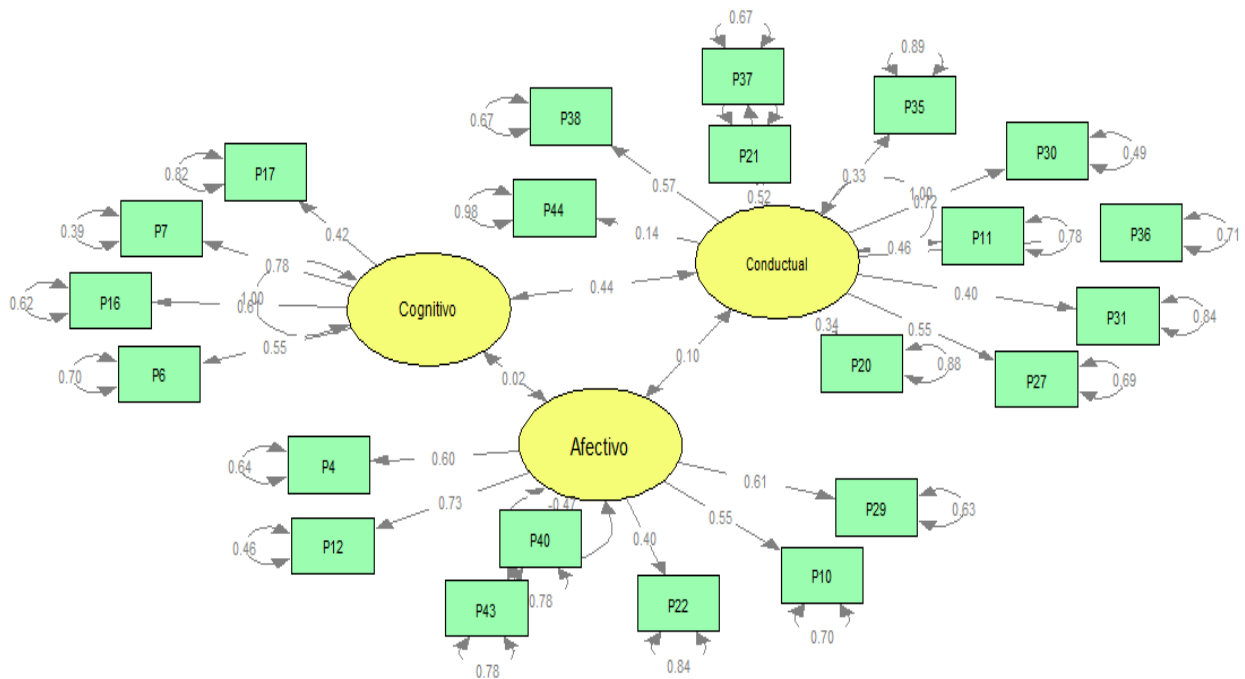 0.67
P37
0.89
P35
P38
0.67
P21
P30
0.49
P17
0.82
0.57
0.52
0.33
1.00
0.72
P7
0.39
P44
0.98
0.14
0.46
P11
0.78
P36
0.71
0.42
0.78
Conductual
P16
0.62
0.61
1.00
Cognitivo
0.44
0.40
P31
0.84
0.34
0.55
P6
0.70
0.55
0.10
P20
0.88
P27
0.69
0.02
Afectivo
P4
0.64
0.60
0.61
0.73
-0.47
0.55
P29
0.63
P12
0.46
P40
0.40
0.78
P10
0.70
P43
0.78
P22
0.84